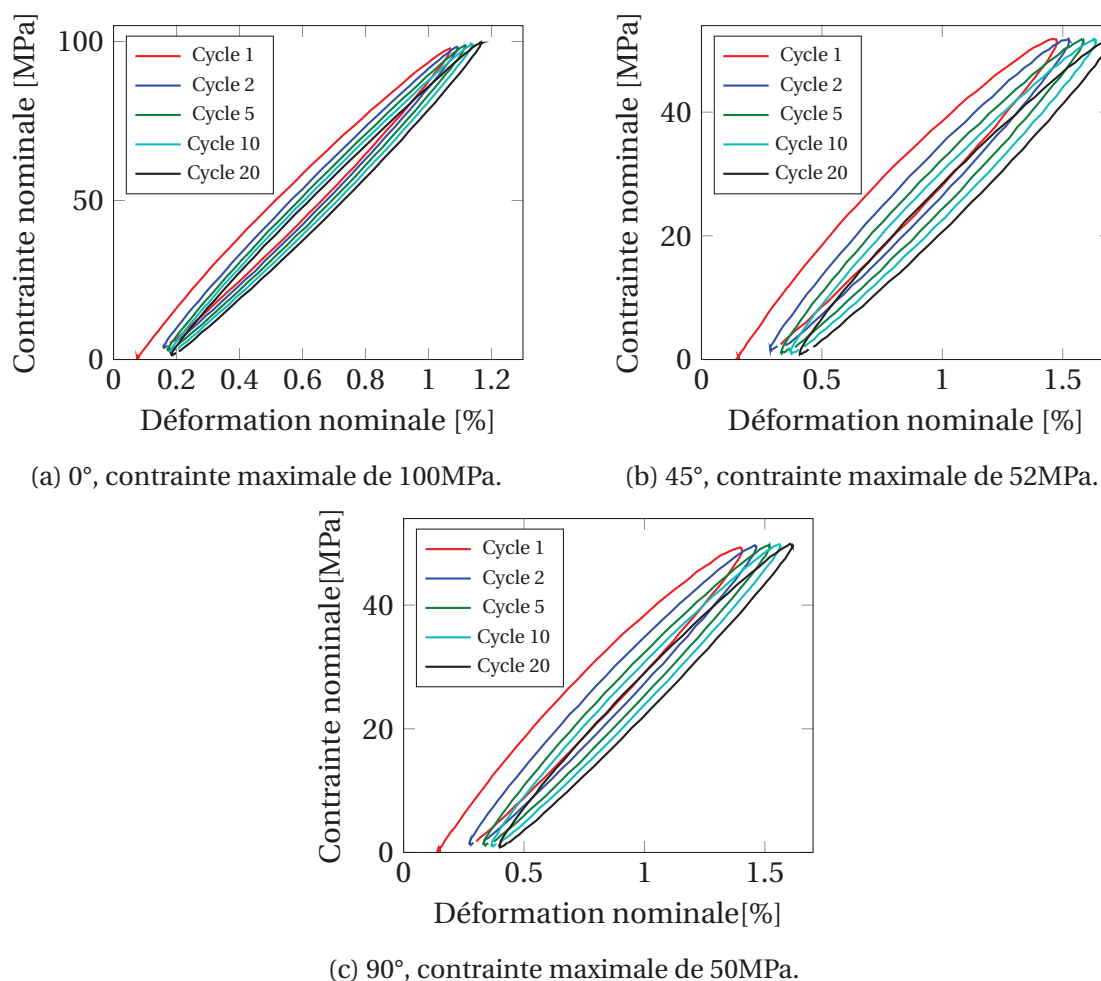 Contrainte nominale [MPa]
100
50
0
Cycle 1
Cycle 2
Cycle 5
Cycle 10
Cycle 20
0 0.2 0.4 0.6 0.8 1 1.2
Déformation nominale [%]
(a) 0°, contrainte maximale de 100MPa.
Contrainte nominale [MPa]
40
20
0
Cycle 1
Cycle 2
Cycle 5
Cycle 10
Cycle 20
0 0.5 1 1.5
Déformation nominale [%]
(b) 45°, contrainte maximale de 52MPa.
Contrainte nominale[MPa]
40
20
0
Cycle 1
Cycle 2
Cycle 5
Cycle 10
Cycle 20
0 0.5 1 1.5
Déformation nominale[%]
(c) 90°, contrainte maximale de 50MPa.